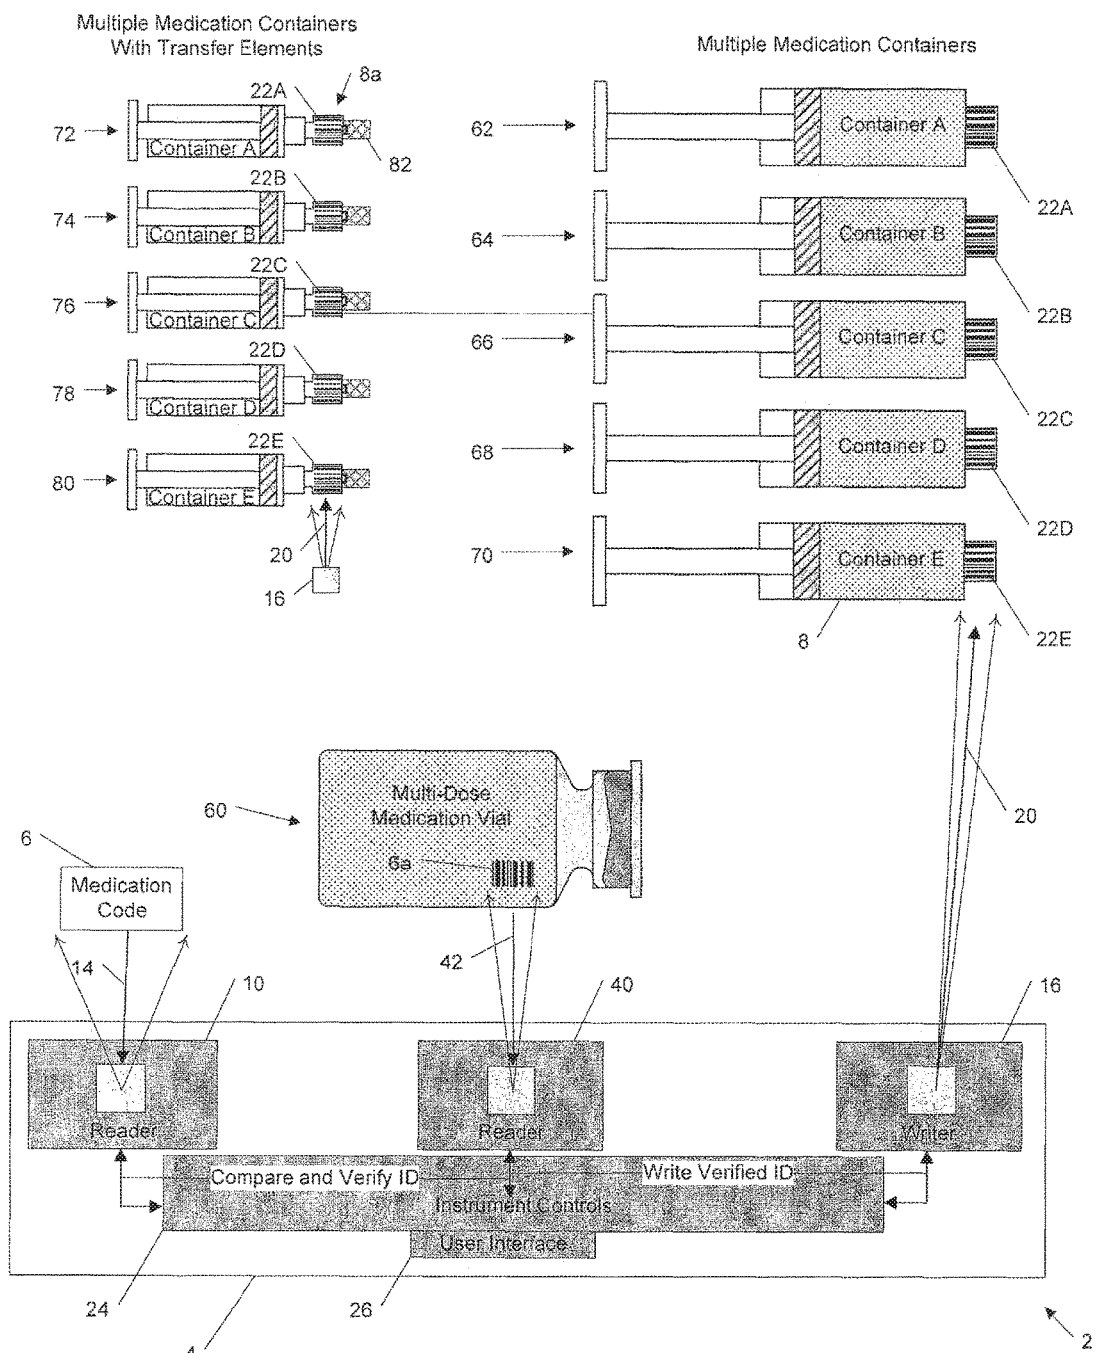 Multiple Medication Containers
With Transfer Elements
Multiple Medication Containers
22A
8a
72
Container A
82
62
Container A
22A
22B
74
Container B
64
Container B
22B
22C
76
Container C
66
Container C
22C
22D
78
Container D
68
Container D
22D
22E
80
Container E
20
16
70
Container E
8
22E
60
Multi-Dose
Medication Vial
6a
20
6
Medication
Code
14
42
10
40
16
Reader
Reader
Writer
Compare and Verify ID
Write Verified ID
Instrument Controls
User Interface
24
26
4
2